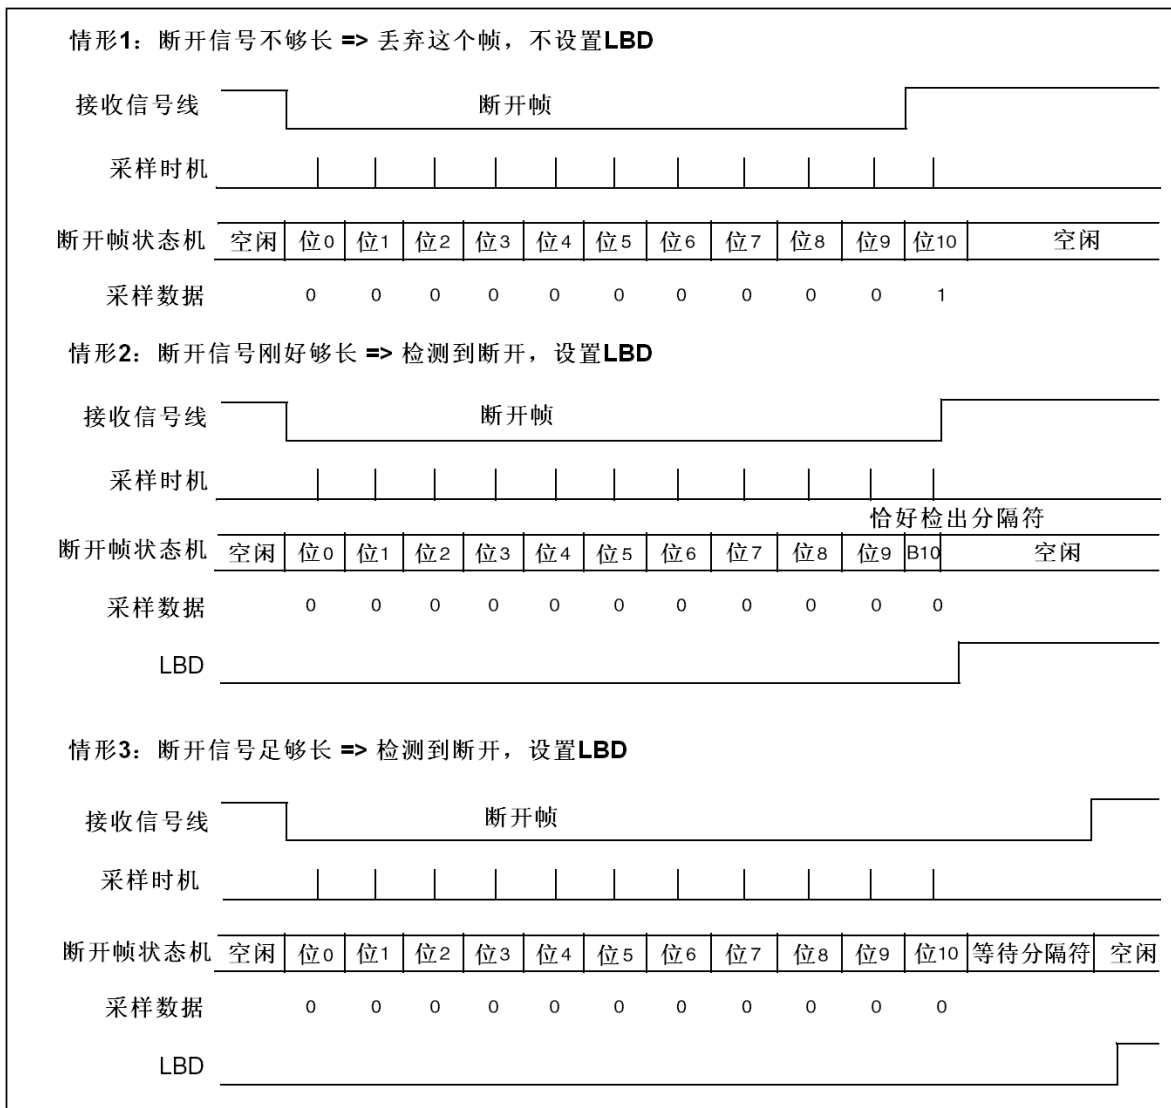 情形1：断开信号不够长 => 丢弃这个帧，不设置LBD
接收信号线 断开帧
采样时机
断开帧状态机 空闲 位0 位1 位2 位3 位4 位5 位6 位7 位8 位9 位10 空闲
采样数据 0 0 0 0 0 0 0 0 0 0 1
情形2：断开信号刚好够长 => 检测到断开，设置LBD
接收信号线 断开帧
采样时机
恰好检出分隔符
断开帧状态机 空闲 位0 位1 位2 位3 位4 位5 位6 位7 位8 位9 B10 空闲
采样数据 0 0 0 0 0 0 0 0 0 0 0
LBD
情形3：断开信号足够长 => 检测到断开，设置LBD
接收信号线 断开帧
采样时机
断开帧状态机 空闲 位0 位1 位2 位3 位4 位5 位6 位7 位8 位9 位10 等待分隔符 空闲
采样数据 0 0 0 0 0 0 0 0 0 0 0
LBD